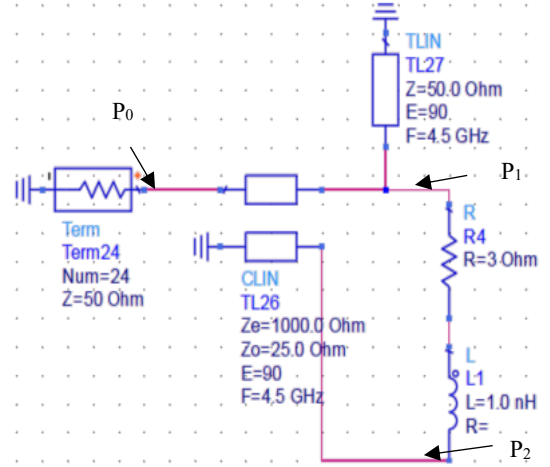 TLIN
TL27
Z=50.0 Ohm
E=90
F=4.5 GHz
P0
P1
Term
Term24
Num=24
Z=50 Ohm
CLIN
TL26
Ze=1000.0 Ohm
Zo=25.0 Ohm
E=90
F=4.5 GHz
R
R4
R=3 Ohm
L
L1
L=1.0 nH
R=
P2